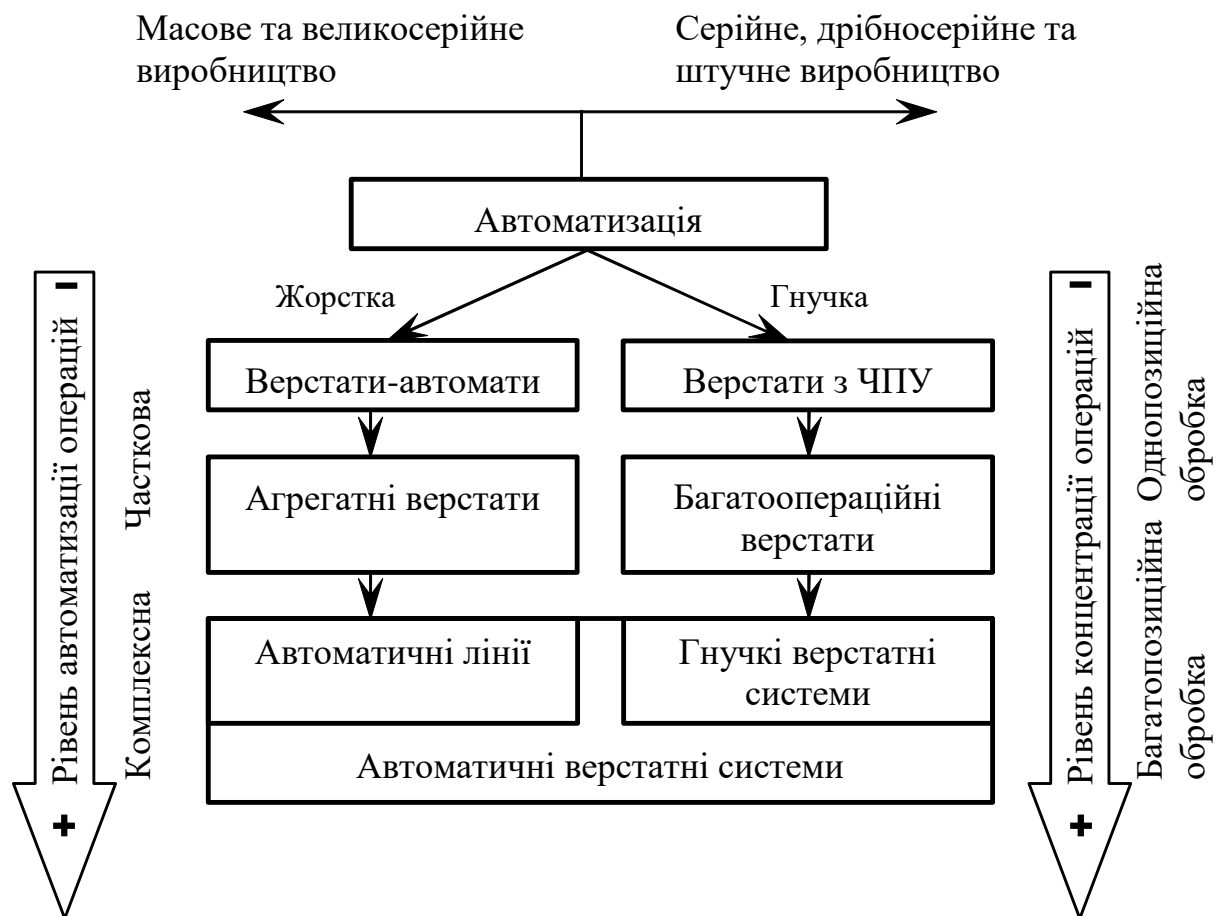 Масове та великосерійне
виробництво
Серійне, дрібносерійне та
штучне виробництво
Автоматизація
Жорстка
Гнучка
Верстати-автомати
Верстати з ЧПУ
Агрегатні верстати
Багатоопераційні
верстати
Автоматичні лінії
Гнучкі верстатні
системи
Автоматичні верстатні системи
- Рівень автоматизації операцій +
Часткова
Комплексна
- Рівень концентрації операцій +
Однопозиційна
обробка
Багатопозиційна
обробка